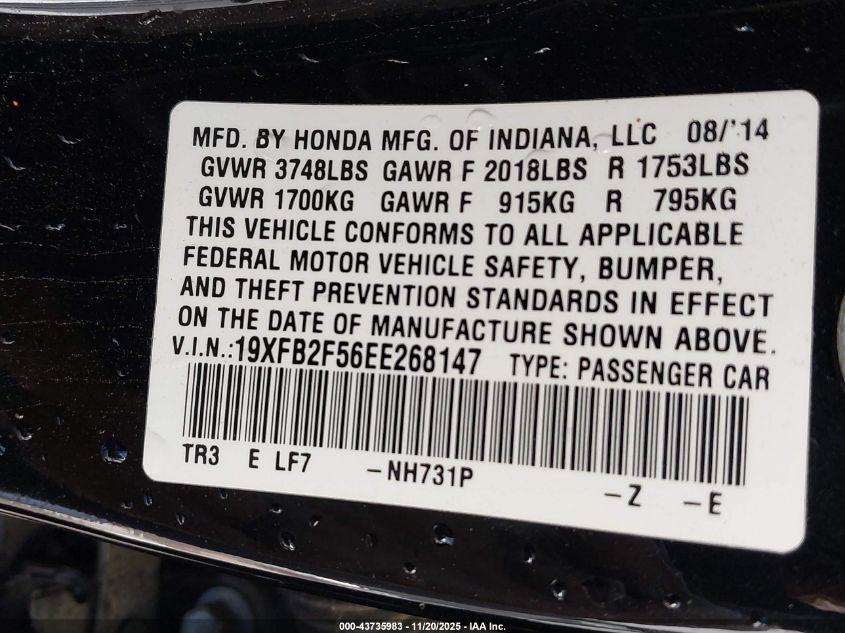 MFD. BY HONDA MFG. OF INDIANA, LLC 08/'14
GVWR 3748LBS GAWR F 2018LBS R 1753LBS
GVWR 1700KG GAWR F 915KG R 795KG
THIS VEHICLE CONFORMS TO ALL APPLICABLE
FEDERAL MOTOR VEHICLE SAFETY, BUMPER,
AND THEFT PREVENTION STANDARDS IN EFFECT
ON THE DATE OF MANUFACTURE SHOWN ABOVE.
V.I.N.:19XFB2F56EE268147 TYPE: PASSENGER CAR
TR3 E LF7 -NH731P -Z -E
000-43735983 - 11/20/2025 - IAA Inc.